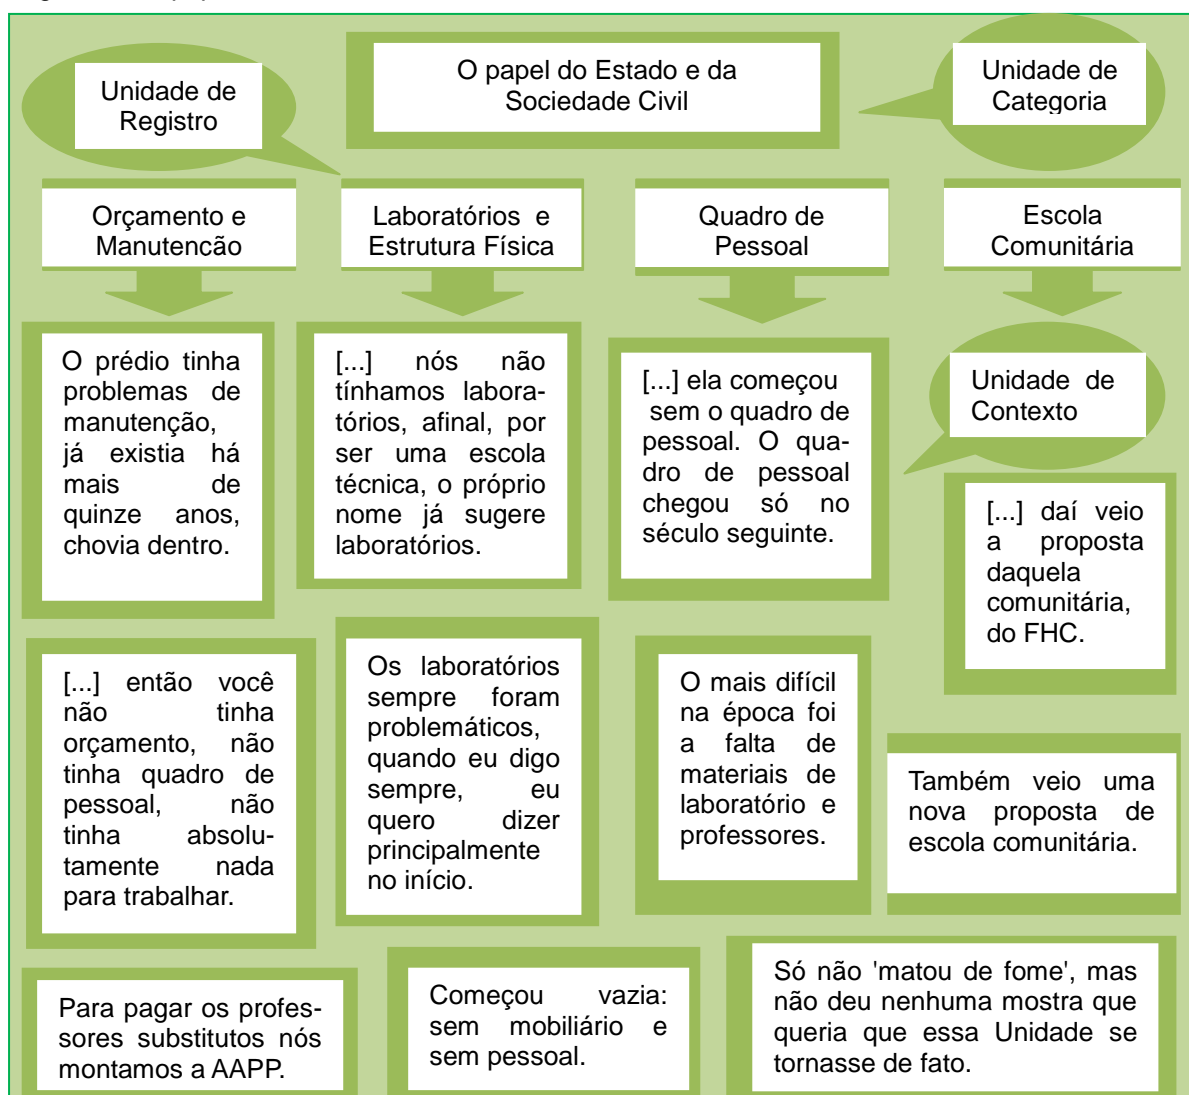 Unidade de
Registro
O papel do Estado e da
Sociedade Civil
Unidade de
Categoria
Orçamento e
Manutencão
Laboratórios e
Estrutura Física
Quadro de
Pessoal
Escola
Comunitária
O prédio tinha
problemas de
manutenção,
já existia há
mais de
quinze anos,
chovia dentro.
[...] nós não
tínhamos labora-
tórios, afinal, por
ser uma escola
técnica, o próprio
nome já sugere
laboratórios.
[...] ela começou
sem o quadro de
pessoal. O qua-
dro de pessoal
chegou só no
século seguinte.
Unidade de
Contexto
[...] daí veio
a proposta
daquela
comunitária,
do FHC.
[...] então você
não tinha
orçamento, não
tinha quadro de
pessoal, não
tinha absolu-
tamente nada
para trabalhar.
Os laboratórios
sempre foram
problemáticos,
quando eu digo
sempre, eu
quero dizer
principalmente
no início.
O mais difícil
na época foi
a falta de
materiais de
laboratório e
professores.
Também veio uma
nova proposta de
escola comunitária.
Para pagar os profes-
sores substitutos nós
montamos a AAPP.
Começou vazia:
sem mobiliário e
sem pessoal.
Só não 'matou de fome', mas
não deu nenhuma mostra que
queria que essa Unidade se
tornasse de fato.